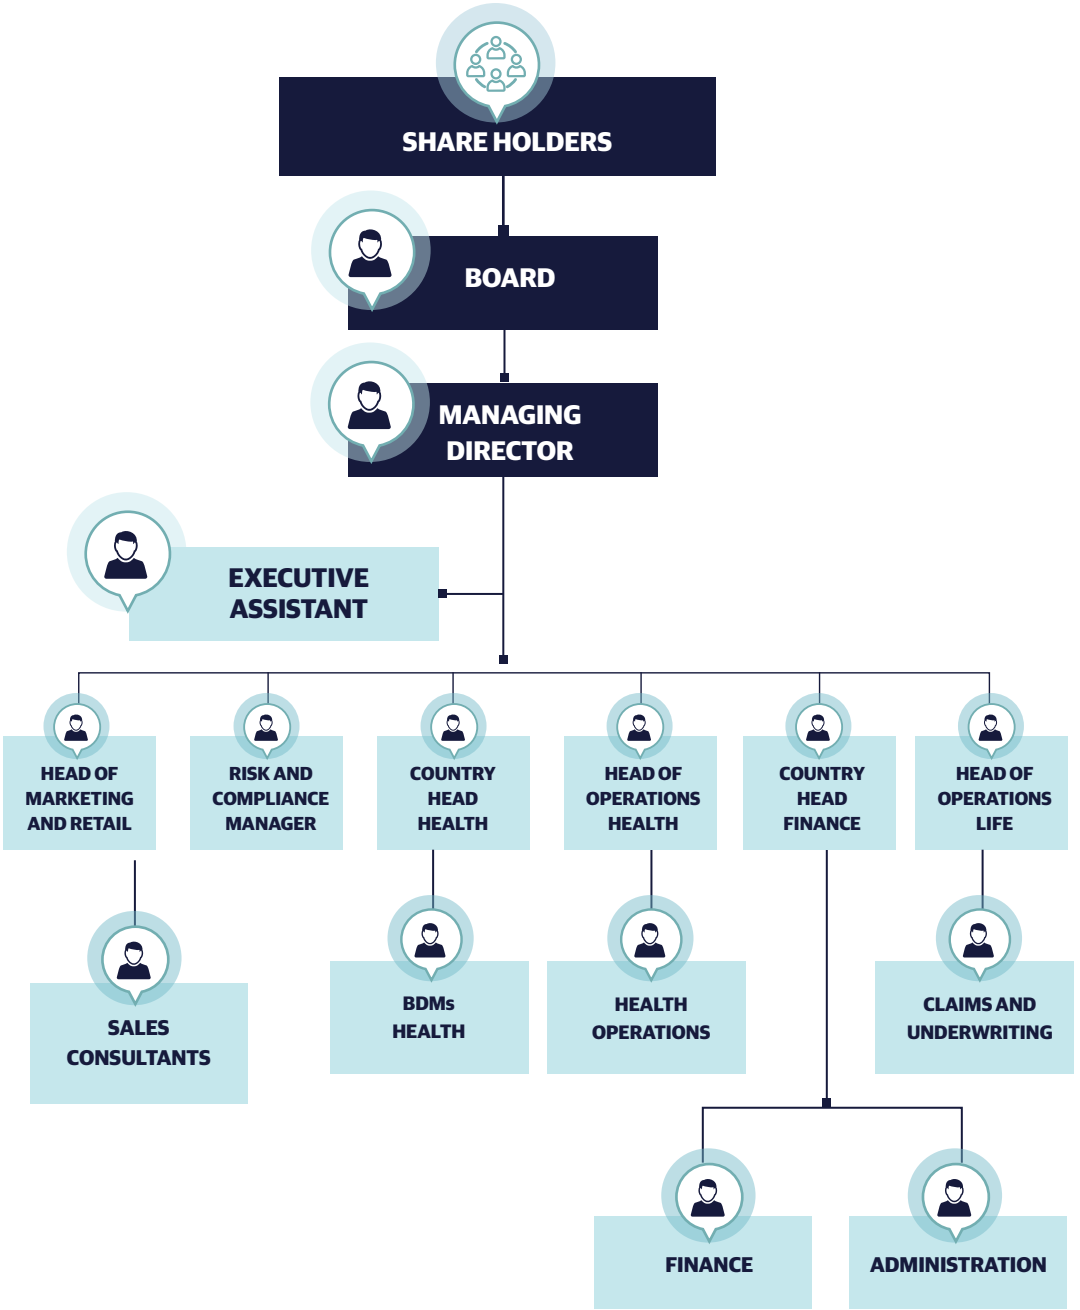 SHARE HOLDERS
BOARD
MANAGING
DIRECTOR
EXECUTIVE
ASSISTANT
HEAD OF
MARKETING
AND RETAIL
RISK AND
COMPLIANCE
MANAGER
COUNTRY
HEAD
HEALTH
HEAD OF
OPERATIONS
HEALTH
COUNTRY
HEAD
FINANCE
HEAD OF
OPERATIONS
LIFE
SALES
CONSULTANTS
BDMs
HEALTH
HEALTH
OPERATIONS
CLAIMS AND
UNDERWRITING
FINANCE
ADMINISTRATION